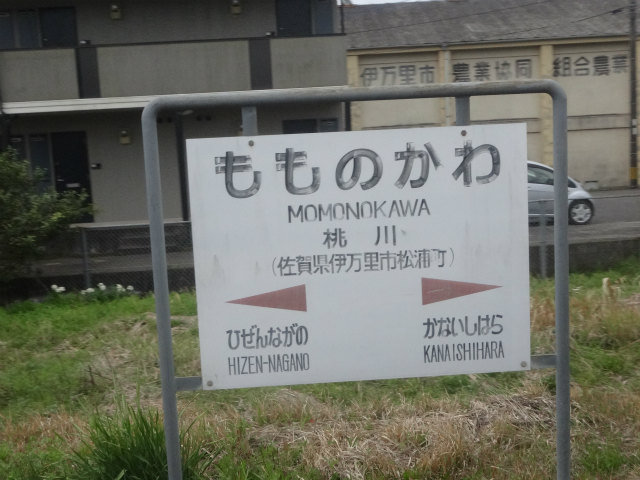 伊万里市 農業協同 組合農業
もものかわ
MOMONOKAWA
桃川
(佐賀県伊万里市松浦町)
ひぜんながの かないしはら
HIZEN-NAGANO KANAISHIHARA